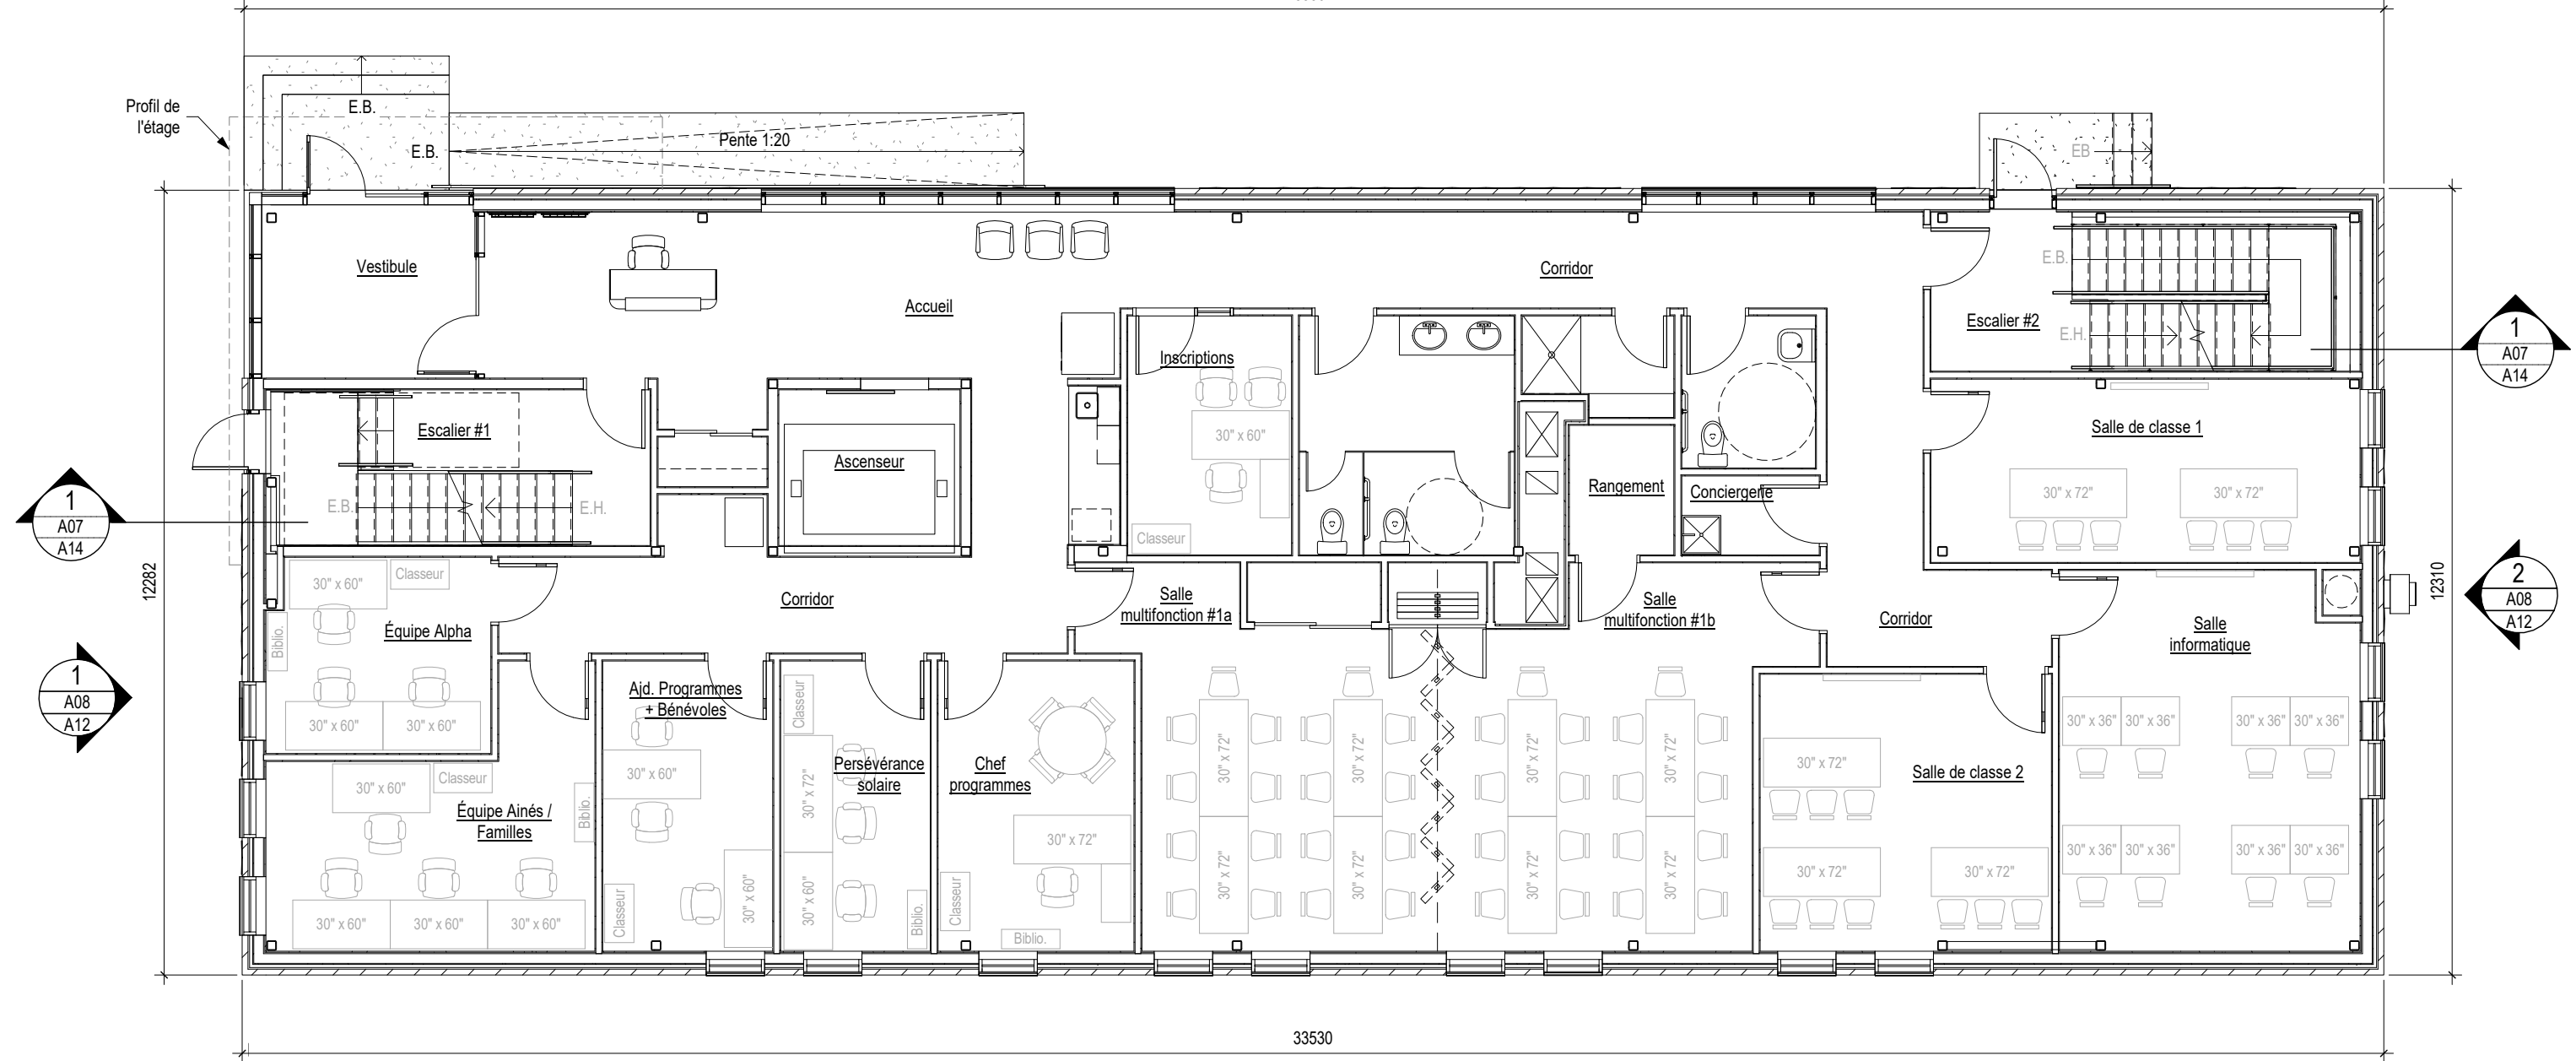 Profil de
l'étage
E.B.
E.B.
Pente 1:20
EB
Vestibule
Accueil
Corridor
E.B.
Escalier #2
E.H.
1
A07
A14
Inscriptions
30" x 60"
Classeur
Escalier #1
E.B.
E.H.
Ascenseur
Rangement
Conciergerie
Salle de classe 1
30" x 72"
30" x 72"
1
A07
A14
12282
12310
2
A08
A12
1
A08
A12
30" x 60"
Classeur
Biblio.
Équipe Alpha
30" x 60"
30" x 60"
Corridor
Salle
multifonction #1a
Salle
multifonction #1b
Corridor
Salle
informatique
Ajd. Programmes
+ Bénévoles
30" x 60"
Classeur
30" x 60"
Classeur
30" x 72"
Persévérance
solaire
30" x 60"
Biblio.
Chef
programmes
30" x 72"
Classeur
Biblio.
30" x 60"
Classeur
Équipe Ainés /
Familles
Biblio.
30" x 60"
30" x 60"
30" x 60"
30" x 72"
30" x 72"
30" x 72"
30" x 72"
30" x 72"
30" x 72"
30" x 72"
30" x 72"
30" x 72"
Salle de classe 2
30" x 72"
30" x 72"
30" x 36"
30" x 36"
30" x 36"
30" x 36"
30" x 36"
30" x 36"
30" x 36"
30" x 36"
33530